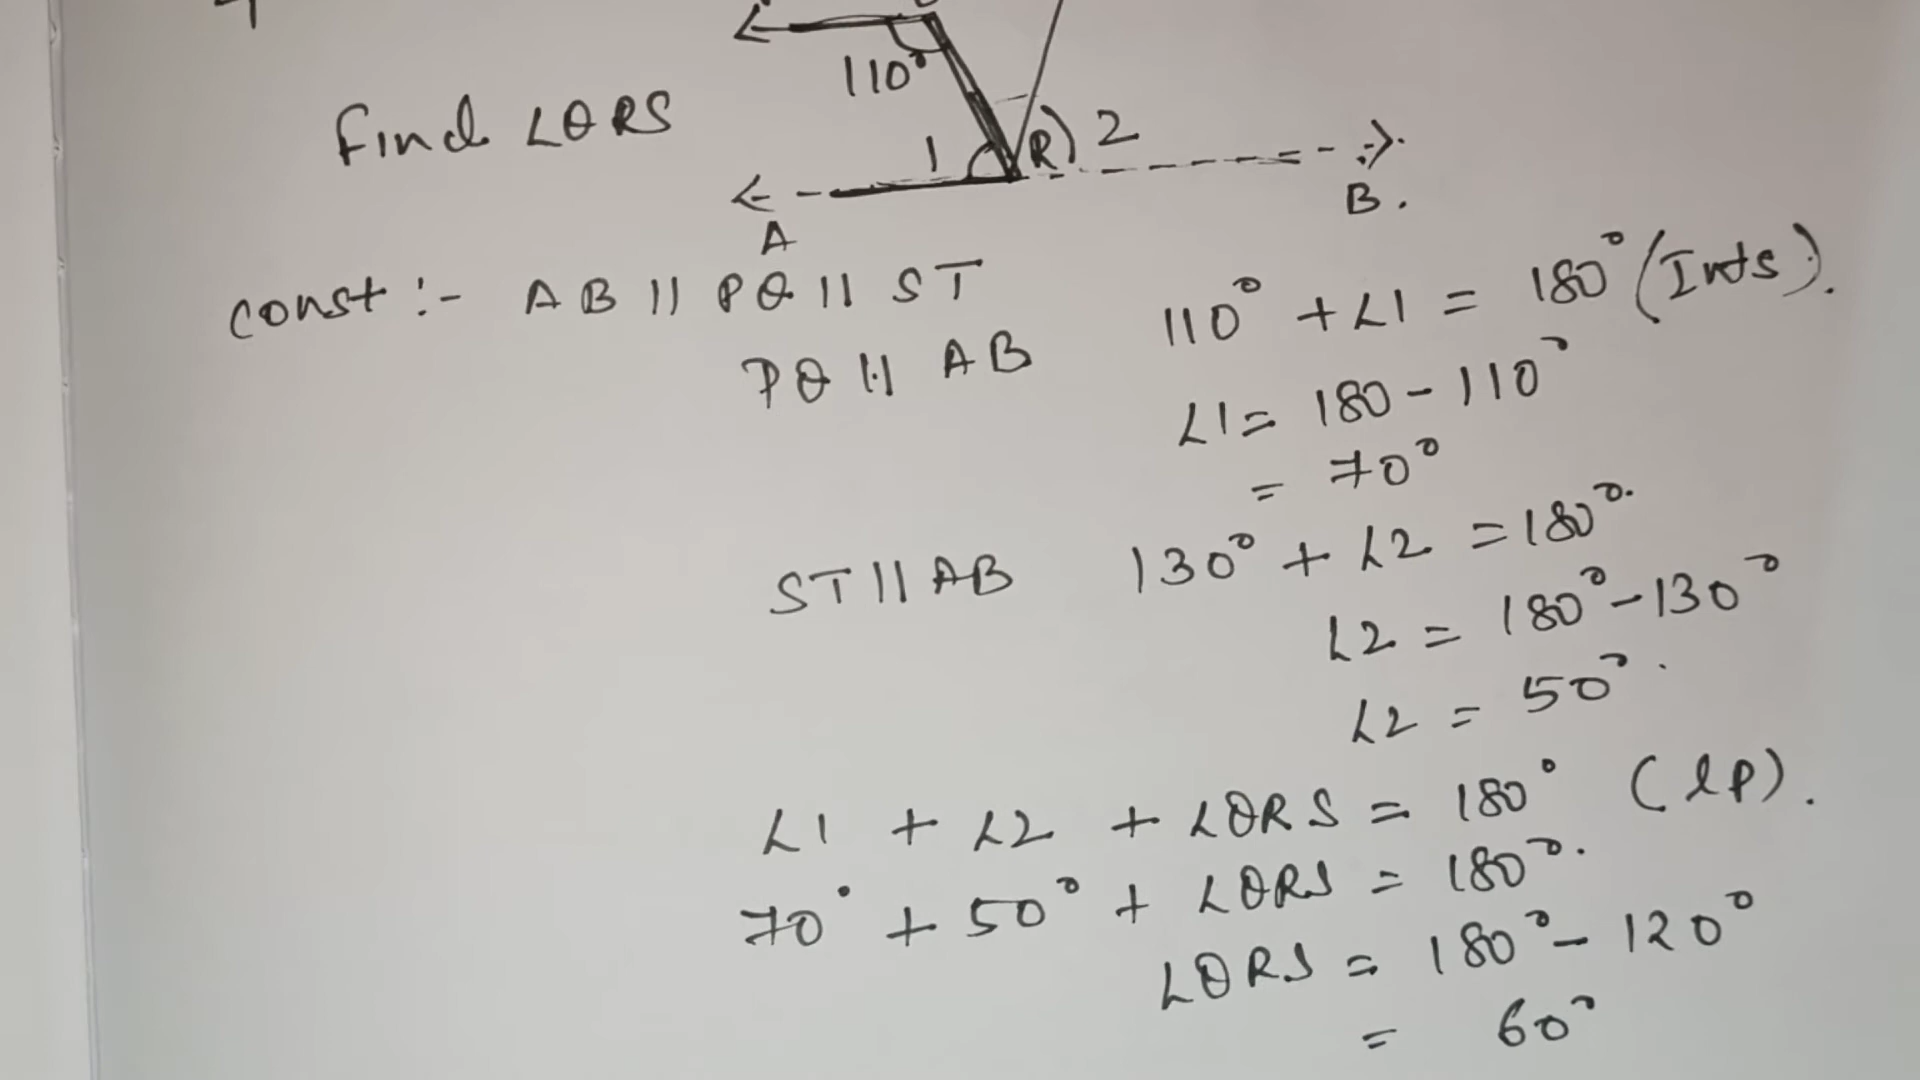 110°
Find ∠QRS
1 R 2
A
B.
const :- AB || PQ || ST
PQ || AB 110° + ∠1 = 180° (Ints).
∠1 = 180 - 110°
= 70°
ST || AB 130° + ∠2 = 180°.
∠2 = 180° - 130°
∠2 = 50°.
∠1 + ∠2 + ∠QRS = 180° (lP).
70° + 50° + ∠QRS = 180°.
∠QRS = 180° - 120°
= 60°